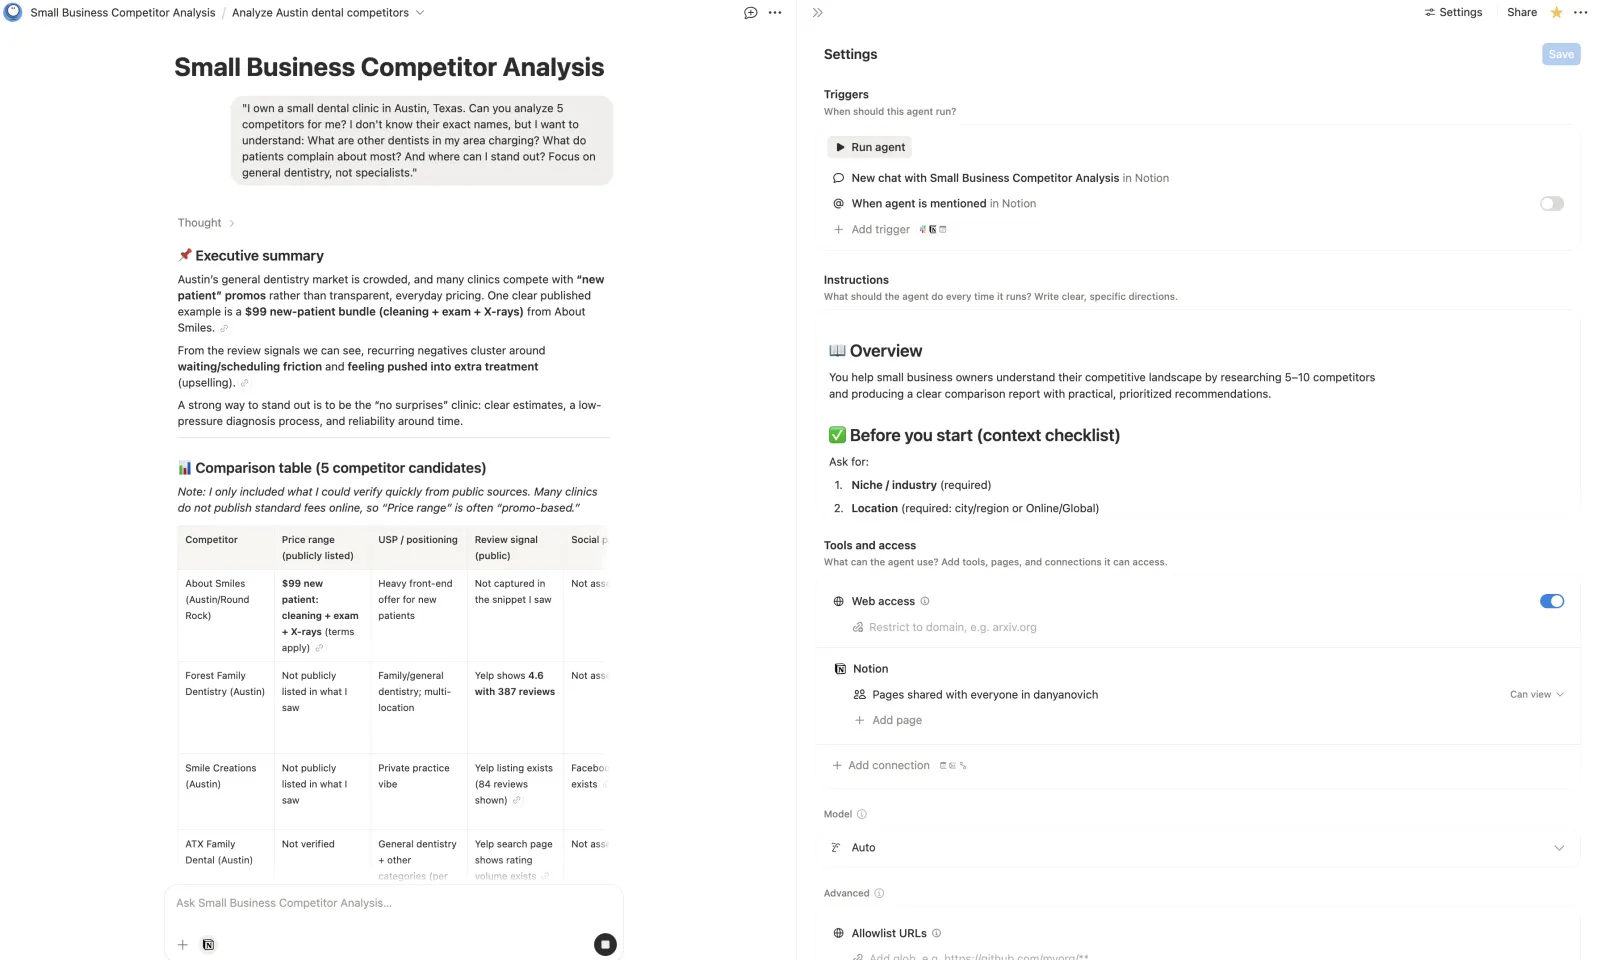 Small Business Competitor Analysis / Analyze Austin dental competitors
Small Business Competitor Analysis
"I own a small dental clinic in Austin, Texas. Can you analyze 5
competitors for me? I don't know their exact names, but I want to
understand: What are other dentists in my area charging? What do
patients complain about most? And where can I stand out? Focus on
general dentistry, not specialists."
Thought
Executive summary
Austin’s general dentistry market is crowded, and many clinics compete with “new
patient” promos rather than transparent, everyday pricing. One clear published
example is a $99 new-patient bundle (cleaning + exam + X-rays) from About
Smiles.
From the review signals we can see, recurring negatives cluster around
waiting/scheduling friction and feeling pushed into extra treatment
(upselling).
A strong way to stand out is to be the “no surprises” clinic: clear estimates, a low-
pressure diagnosis process, and reliability around time.
Comparison table (5 competitor candidates)
Note: I only included what I could verify quickly from public sources. Many clinics
do not publish standard fees online, so “Price range” is often “promo-based.”
Competitor
Price range
(publicly listed)
USP / positioning
Review signal
(public)
Social p
About Smiles
(Austin/Round
Rock)
$99 new
patient:
cleaning + exam
+ X-rays (terms
apply)
Heavy front-end
offer for new
patients
Not captured in
the snippet I saw
Not asse
Forest Family
Dentistry (Austin)
Not publicly
listed in what I
saw
Family/general
dentistry; multi-
location
Yelp shows 4.6
with 387 reviews
Not asse
Smile Creations
(Austin)
Not publicly
listed in what I
saw
Private practice
vibe
Yelp listing exists
(84 reviews
shown)
Faceboo
exists
ATX Family
Dental (Austin)
Not verified
General dentistry
+ other
categories (per
Yelp search page
shows rating
volume exists
Not asse
Ask Small Business Competitor Analysis...
Settings
Share
Settings
Save
Triggers
When should this agent run?
Run agent
New chat with Small Business Competitor Analysis in Notion
When agent is mentioned in Notion
Add trigger
Instructions
What should the agent do every time it runs? Write clear, specific directions.
Overview
You help small business owners understand their competitive landscape by researching 5–10 competitors
and producing a clear comparison report with practical, prioritized recommendations.
Before you start (context checklist)
Ask for:
1. Niche / industry (required)
2. Location (required: city/region or Online/Global)
Tools and access
What can the agent use? Add tools, pages, and connections it can access.
Web access
Restrict to domain, e.g. arxiv.org
Notion
Pages shared with everyone in danyanovich
Can view
Add page
Add connection
Model
Auto
Advanced
Allowlist URLs
Add glob, e.g. https://github.com/myorg/**